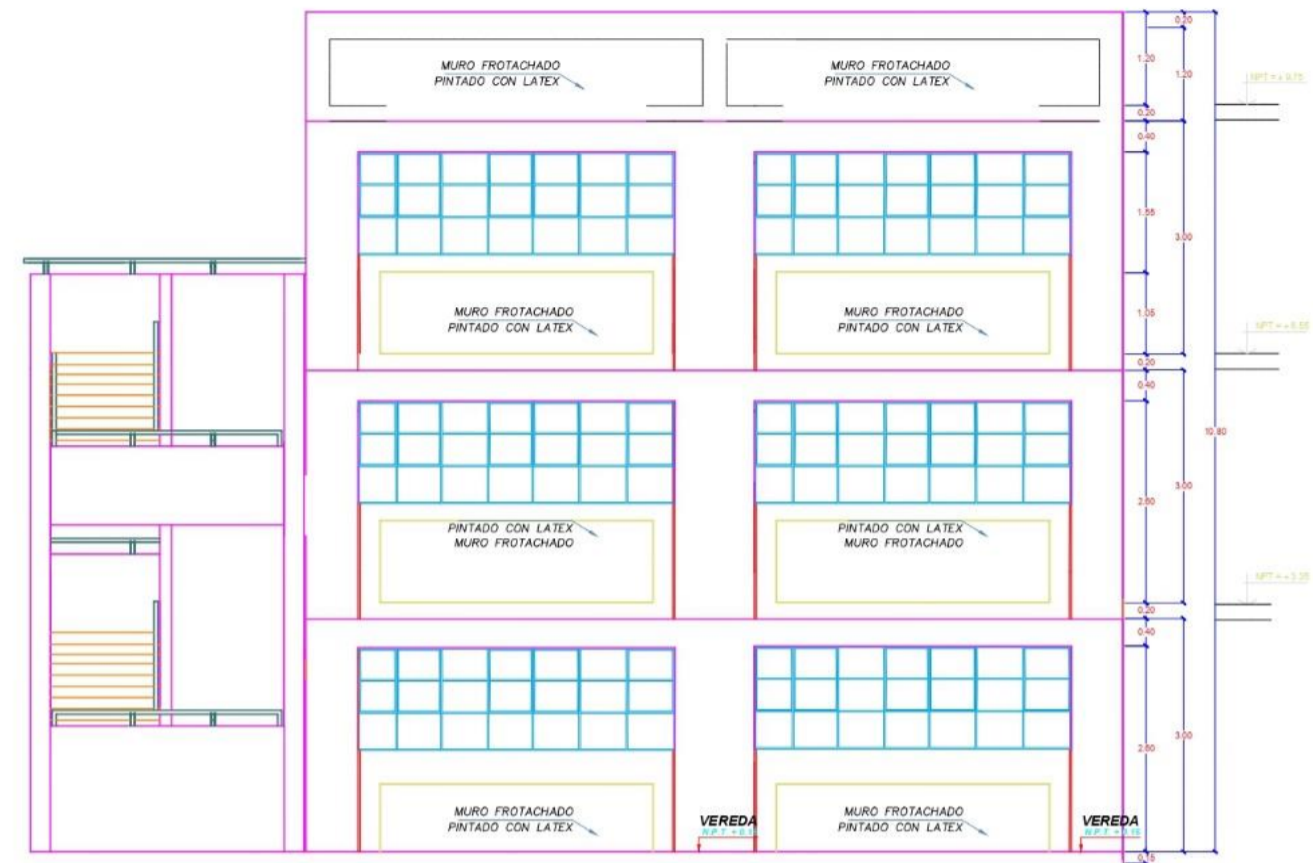 0.20
MURO FROTACHADO
PINTADO CON LATEX
MURO FROTACHADO
PINTADO CON LATEX
1.20
1.20
NPT = + 9.75
0.20
0.40
1.55
3.00
MURO FROTACHADO
PINTADO CON LATEX
MURO FROTACHADO
PINTADO CON LATEX
1.05
0.20
0.40
10.80
3.00
2.60
PINTADO CON LATEX
MURO FROTACHADO
PINTADO CON LATEX
MURO FROTACHADO
0.20
0.40
3.00
2.60
MURO FROTACHADO
PINTADO CON LATEX
VEREDA
MURO FROTACHADO
PINTADO CON LATEX
VEREDA
0.15